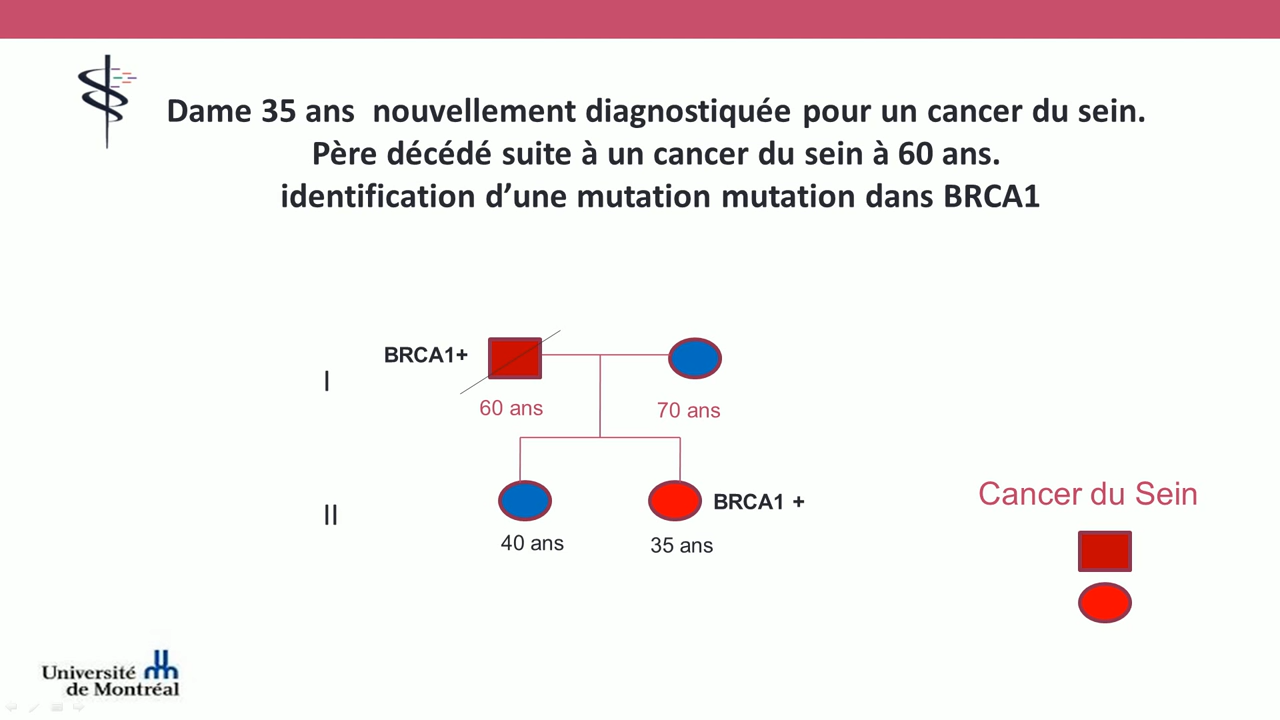 Dame 35 ans  nouvellement diagnostiquée pour un cancer du sein.
Père décédé suite à un cancer du sein à 60 ans.
identification d’une mutation mutation dans BRCA1
BRCA1+
I
60 ans
70 ans
II
BRCA1 +
40 ans
35 ans
Cancer du Sein
Université
de Montréal